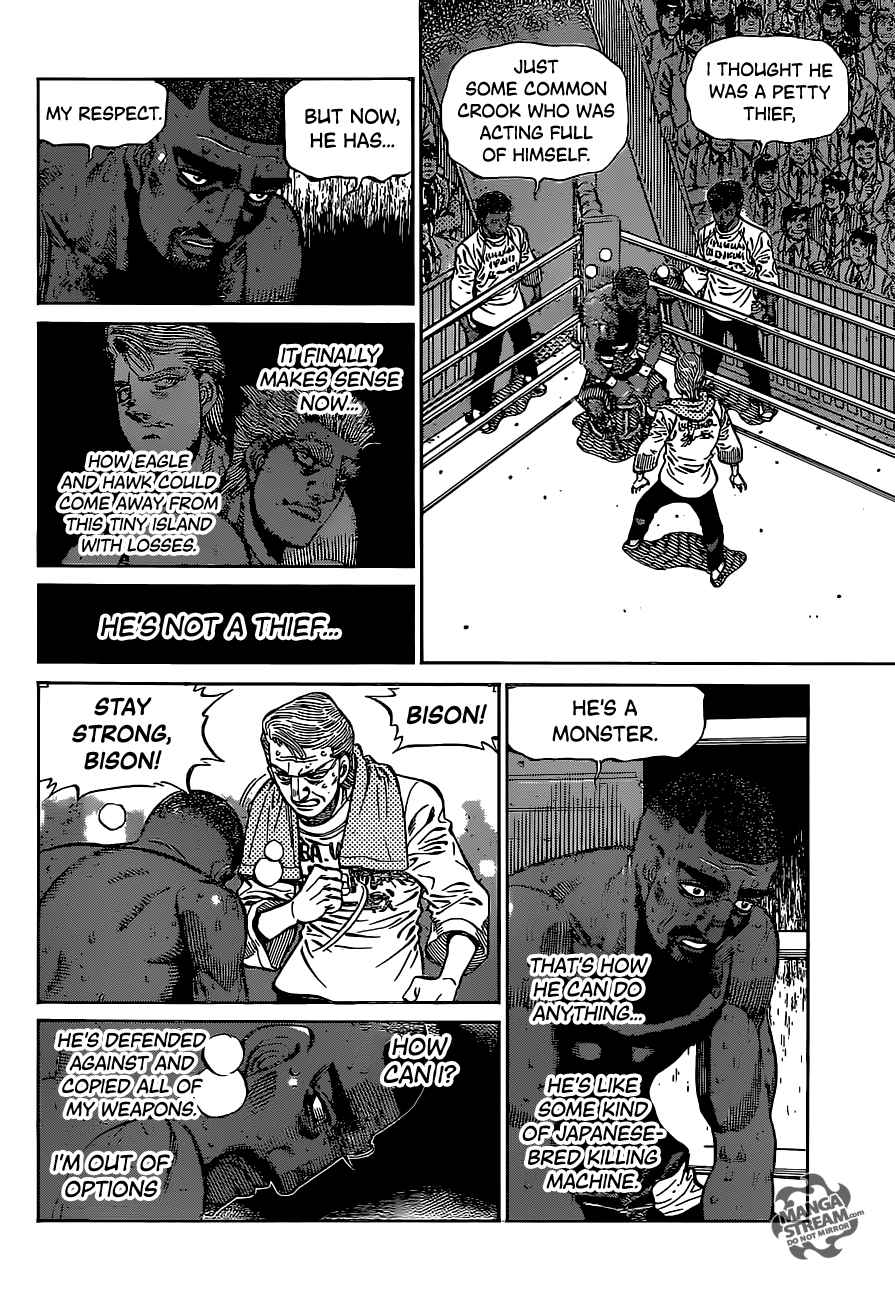 I THOUGHT HE
WAS A PETTY
THIEF,
JUST
SOME COMMON
CROOK WHO WAS
ACTING FULL
OF HIMSELF.
BUT NOW,
HE HAS...
MY RESPECT.
IT FINALLY
MAKES SENSE
NOW...
HOW EAGLE
AND HAWK COULD
COME AWAY FROM
THIS TINY ISLAND
WITH LOSSES.
HE'S NOT A THIEF...
HE'S A
MONSTER.
THAT'S HOW
HE CAN DO
ANYTHING...
HE'S LIKE
SOME KIND
OF JAPANESE-
BRED KILLING
MACHINE.
BISON!
STAY
STRONG,
BISON!
HOW
CAN I?
HE'S DEFENDED
AGAINST AND
COPIED ALL OF
MY WEAPONS.
I'M OUT OF
OPTIONS
MANGA
STREAM.com
DO NOT MIRROR